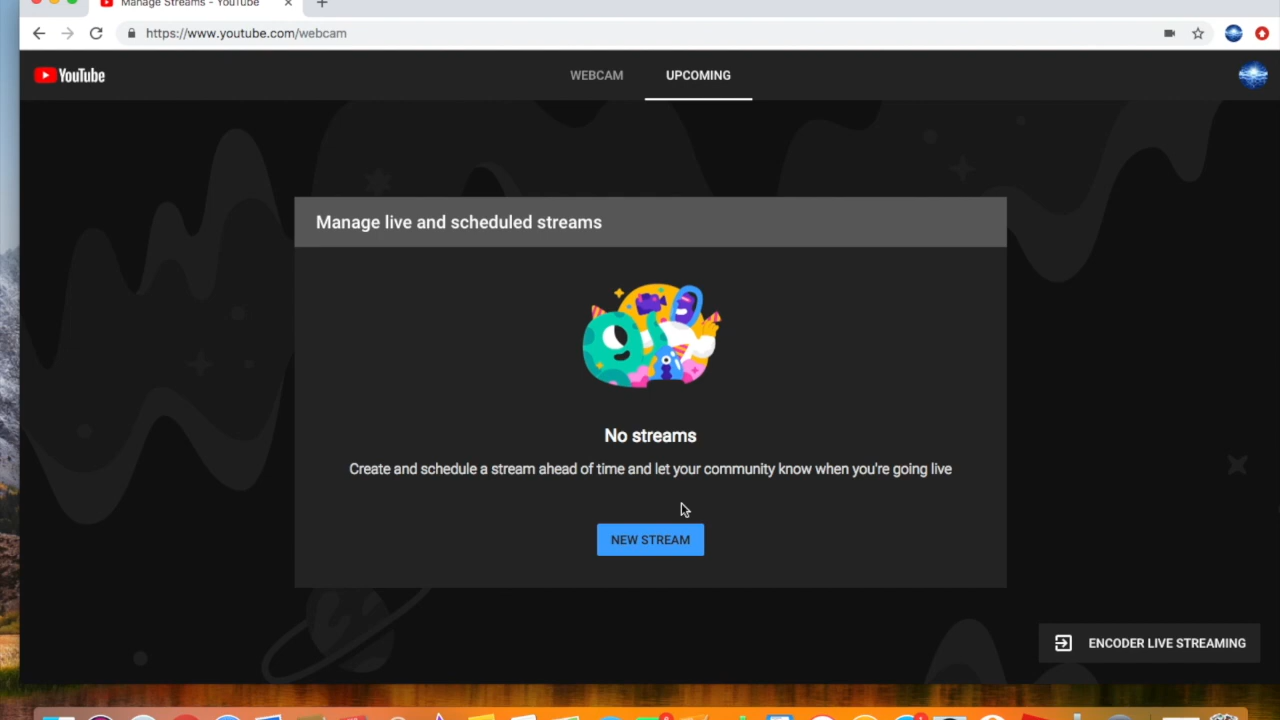 Manage Streams - YouTube
https://www.youtube.com/webcam
YouTube
WEBCAM
UPCOMING
Manage live and scheduled streams
No streams
Create and schedule a stream ahead of time and let your community know when you're going live
NEW STREAM
ENCODER LIVE STREAMING